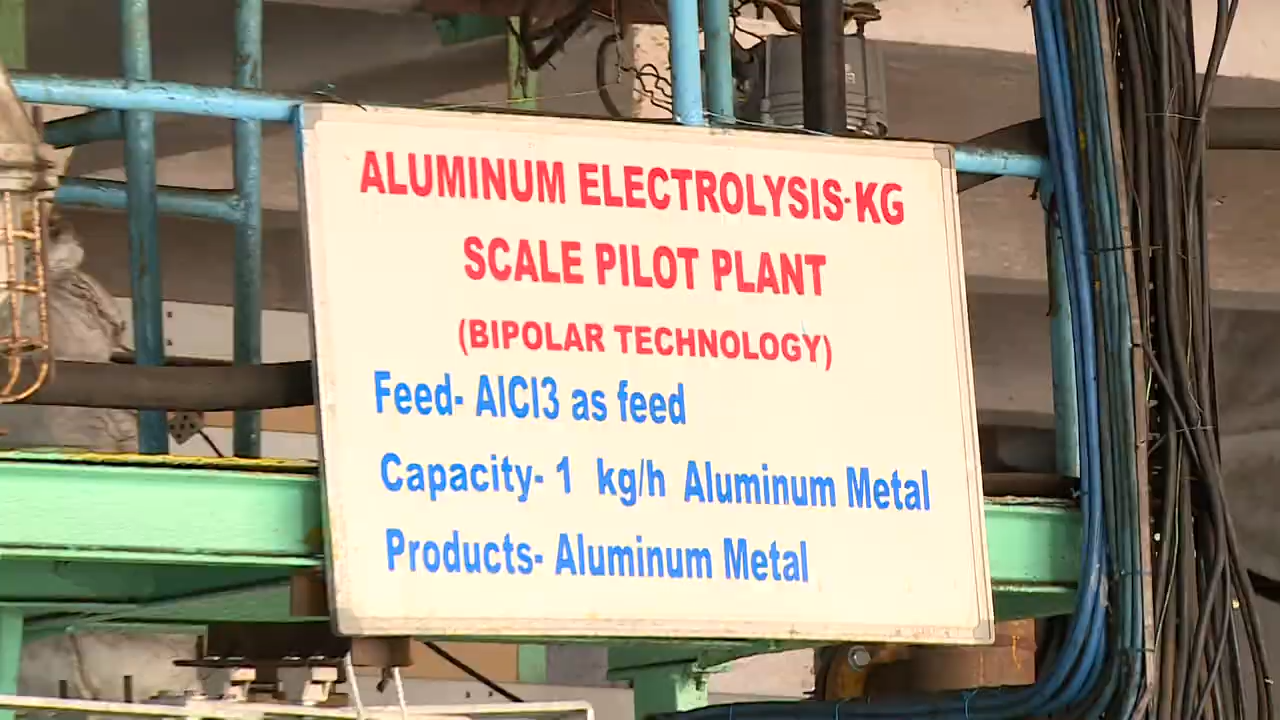 ALUMINUM ELECTROLYSIS-KG
SCALE PILOT PLANT
(BIPOLAR TECHNOLOGY)
Feed- AlCl3 as feed
Capacity- 1 kg/h Aluminum Metal
Products- Aluminum Metal